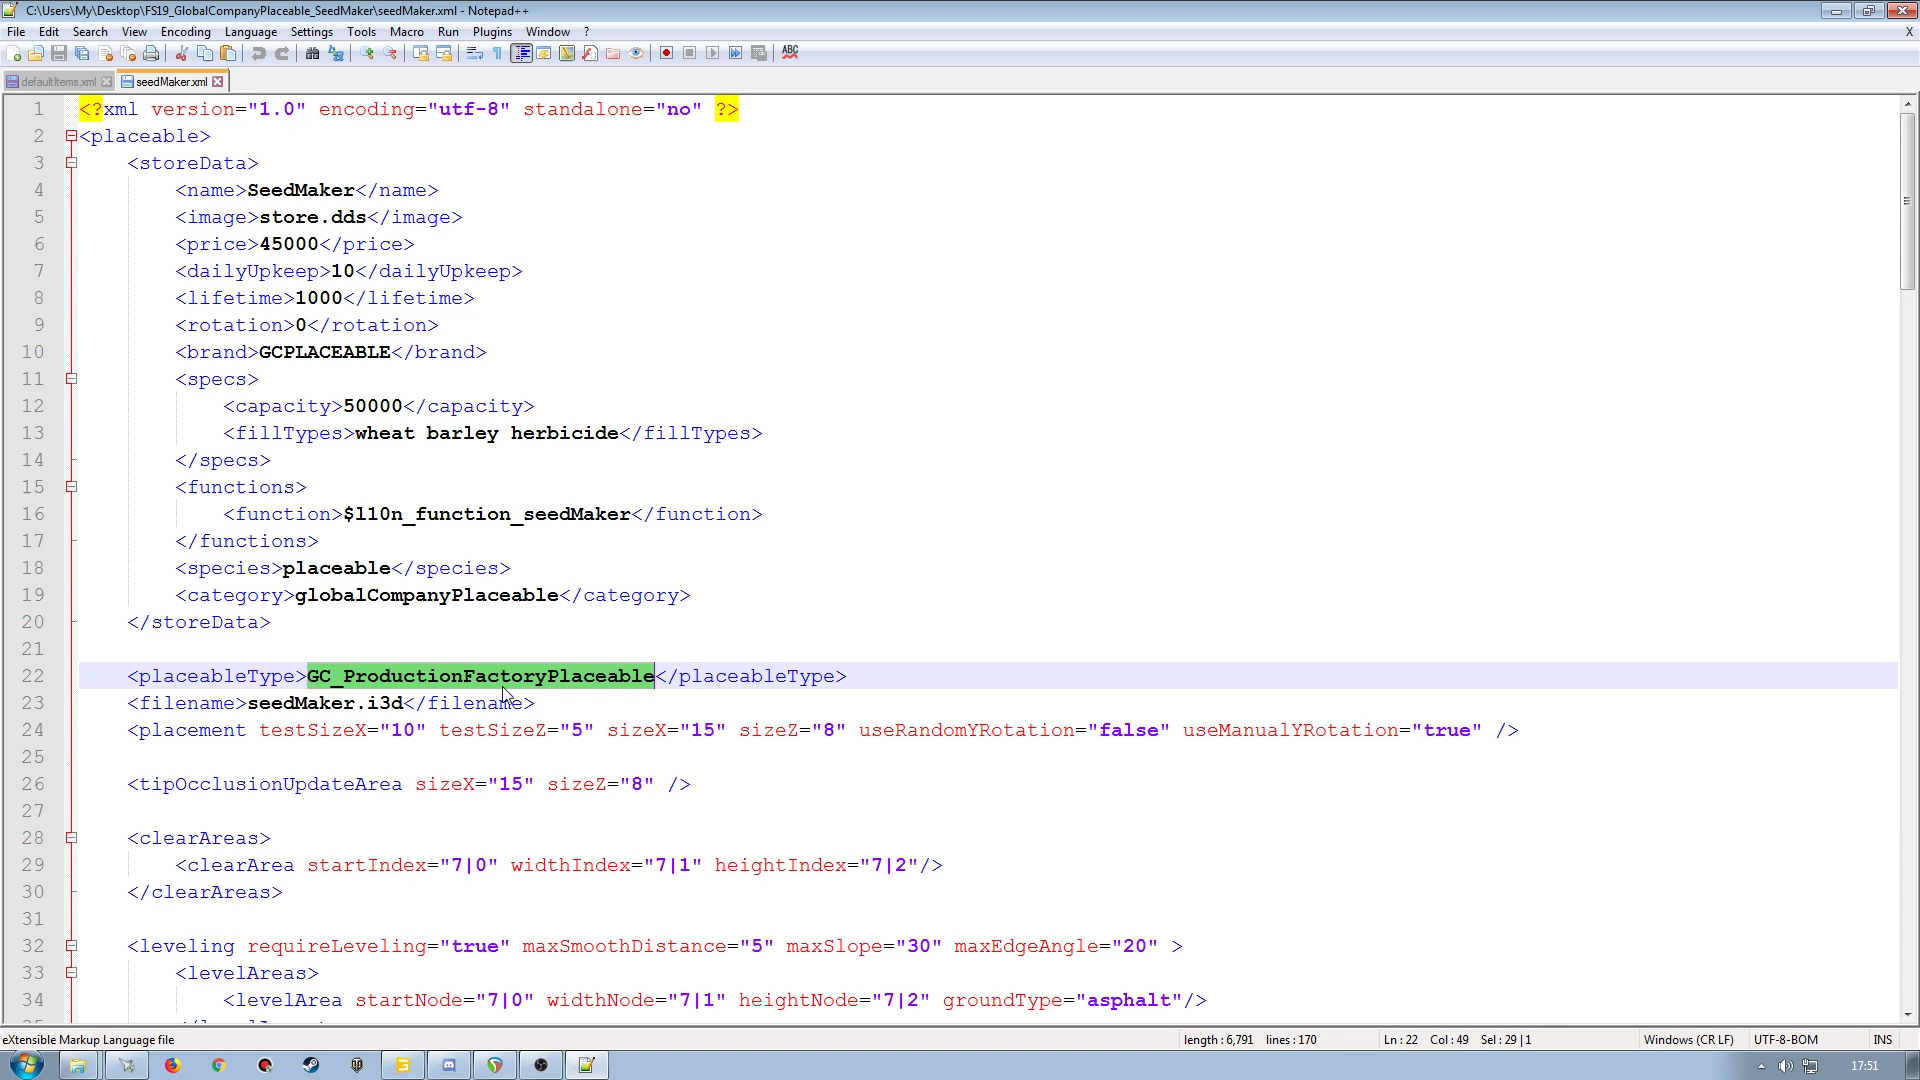 C:\Users\My\Desktop\FS19_GlobalCompanyPlaceable_SeedMaker\seedMaker.xml - Notepad++
File Edit Search View Encoding Language Settings Tools Macro Run Plugins Window ? X
ABC
defaultItems.xml seedMaker.xml
1 <?xml version="1.0" encoding="utf-8" standalone="no" ?>
2 <placeable>
3 <storeData>
4 <name>SeedMaker</name>
5 <image>store.dds</image>
6 <price>45000</price>
7 <dailyUpkeep>10</dailyUpkeep>
8 <lifetime>1000</lifetime>
9 <rotation>0</rotation>
10 <brand>GCPLACEABLE</brand>
11 <specs>
12 <capacity>50000</capacity>
13 <fillTypes>wheat barley herbicide</fillTypes>
14 </specs>
15 <functions>
16 <function>$l10n_function_seedMaker</function>
17 </functions>
18 <species>placeable</species>
19 <category>globalCompanyPlaceable</category>
20 </storeData>
21
22 <placeableType>GC_ProductionFactoryPlaceable</placeableType>
23 <filename>seedMaker.i3d</filename>
24 <placement testSizeX="10" testSizeZ="5" sizeX="15" sizeZ="8" useRandomYRotation="false" useManualYRotation="true" />
25
26 <tipOcclusionUpdateArea sizeX="15" sizeZ="8" />
27
28 <clearAreas>
29 <clearArea startIndex="7|0" widthIndex="7|1" heightIndex="7|2"/>
30 </clearAreas>
31
32 <leveling requireLeveling="true" maxSmoothDistance="5" maxSlope="30" maxEdgeAngle="20" >
33 <levelAreas>
34 <levelArea startNode="7|0" widthNode="7|1" heightNode="7|2" groundType="asphalt"/>
eXtensible Markup Language file length : 6,791 lines : 170 Ln : 22 Col : 49 Sel : 29 | 1 Windows (CR LF) UTF-8-BOM INS
17:51